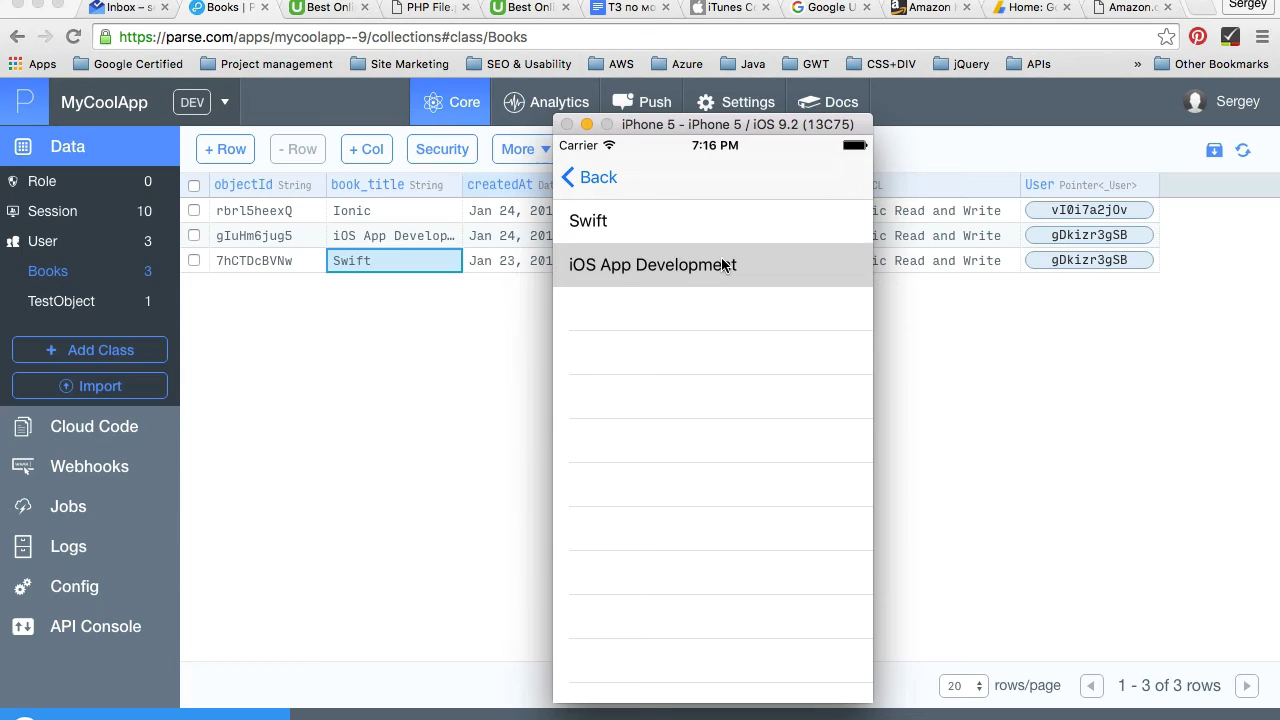 Inbox – s
Books | P
Best Onli
PHP File.
Best Onli
ТЗ по мо
iTunes Co
Google U
Amazon
Home: Go
Amazon.c
Sergey
https://parse.com/apps/mycoolapp--9/collections#class/Books
Apps
Google Certified
Project management
Site Marketing
SEO & Usability
AWS
Azure
Java
GWT
CSS+DIV
jQuery
APIs
»
Other Bookmarks
MyCoolApp
DEV
Core
Analytics
Push
Settings
Docs
Sergey
Data
Role 0
Session 10
User 3
Books 3
TestObject 1
+ Add Class
Import
Cloud Code
Webhooks
Jobs
Logs
Config
API Console
+ Row
- Row
+ Col
Security
More
objectId String
book_title String
createdAt Da
CL
User Pointer<_User>
rbrl5heexQ
Ionic
Jan 24, 201
ic Read and Write
vI0i7a2jOv
gIuHm6jug5
iOS App Develop…
Jan 24, 201
ic Read and Write
gDkizr3gSB
7hCTDcBVNw
Swift
Jan 23, 201
ic Read and Write
gDkizr3gSB
iPhone 5 - iPhone 5 / iOS 9.2 (13C75)
Carrier
7:16 PM
Back
Swift
iOS App Development
20
rows/page
1 - 3 of 3 rows